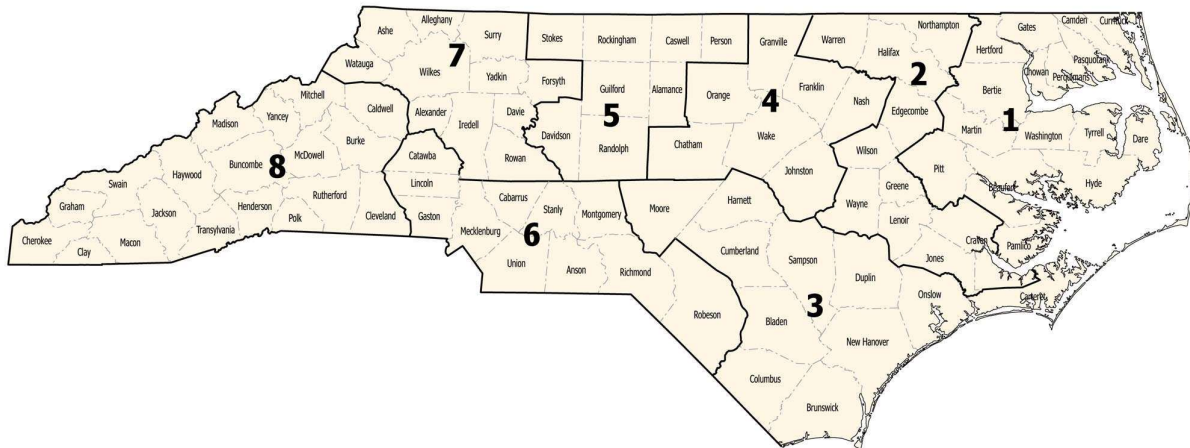 Ashe
Alleghany
Surry
Watauga
Wilkes
Yadkin
7
Alexander
Iredell
Davie
Rowan
Forsyth
Stokes
Rockingham
Caswell
Person
Guilford
Alamance
5
Davidson
Randolph
Granville
Orange
4
Franklin
Nash
Chatham
Wake
Johnston
Warren
Halifax
Northampton
2
Edgecombe
Wilson
Wayne
Greene
Lenoir
Craven
Jones
Hertford
Gates
Camden
Currituck
Pasquotank
Perquimans
Chowan
Bertie
1
Martin
Washington
Tyrrell
Dare
Pitt
Beaufort
Hyde
Pamlico
Mitchell
Caldwell
Madison
Yancey
Burke
Buncombe
McDowell
Haywood
8
Swain
Graham
Rutherford
Henderson
Jackson
Polk
Cleveland
Transylvania
Cherokee
Macon
Clay
Catawba
Lincoln
Gaston
Mecklenburg
Cabarrus
Stanly
Montgomery
6
Union
Anson
Richmond
Robeson
Moore
Harnett
Cumberland
Sampson
Duplin
Onslow
3
Bladen
New Hanover
Columbus
Brunswick
Carteret